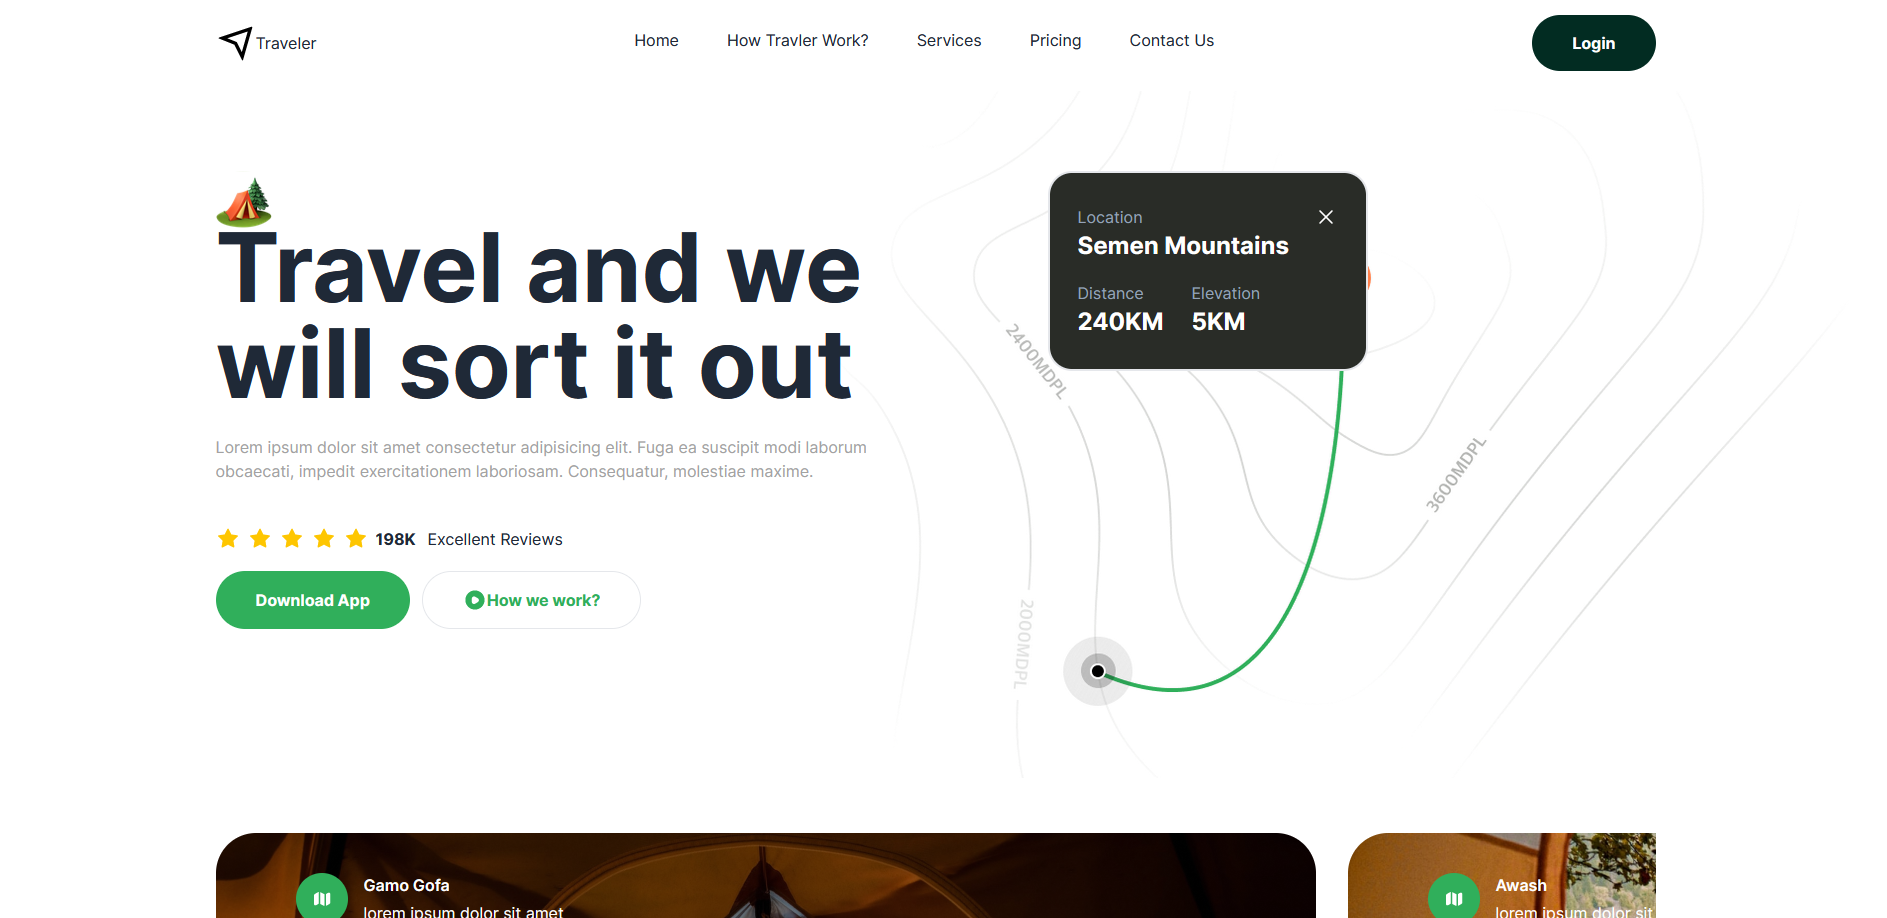 Traveler
Home
How Travler Work?
Services
Pricing
Contact Us
Login
Travel and we
will sort it out
Lorem ipsum dolor sit amet consectetur adipisicing elit. Fuga ea suscipit modi laborum
obcaecati, impedit exercitationem laboriosam. Consequatur, molestiae maxime.
198K Excellent Reviews
Download App
How we work?
Location
Semen Mountains
Distance Elevation
240KM 5KM
2400MDPL
3600MDPL
2000MDPL
Gamo Gofa
lorem ipsum dolor sit amet
Awash
lorem ipsum dolor sit